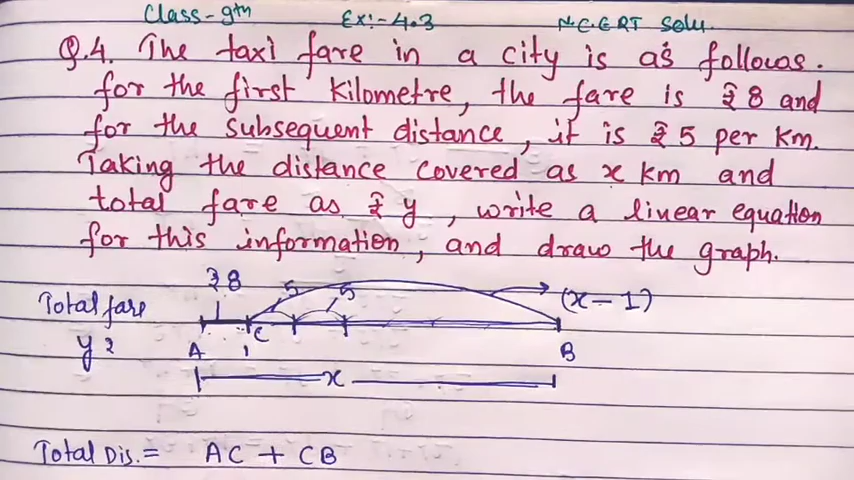 Class-9th Ex:-4.3 N.C.E.R.T Solu.
Q.4. The taxi fare in a city is as follows.
for the first Kilometre, the fare is ₹8 and
for the subsequent distance, it is ₹5 per km.
Taking the distance covered as x km and
total fare as ₹ y, write a linear equation
for this information, and draw the graph.
₹8 5 5 (x-1)
Total fare
y ?
A 1 C B
x
Total Dis. = AC + CB